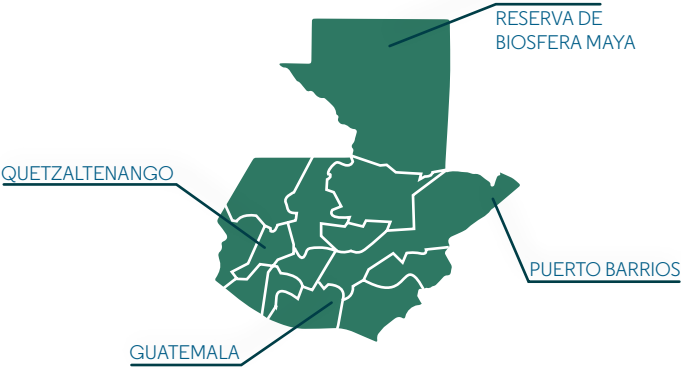 RESERVA DE
BIOSFERA MAYA
QUETZALTENANGO
PUERTO BARRIOS
GUATEMALA